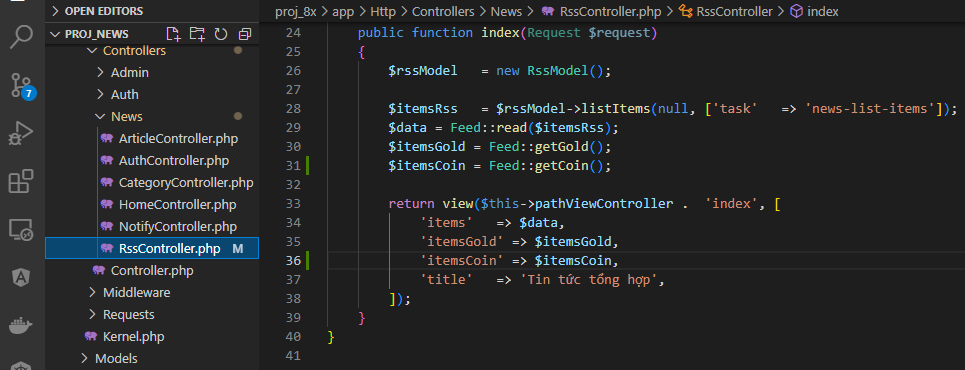 OPEN EDITORS
PROJ_NEWS
Controllers
Admin
Auth
News
ArticleController.php
AuthController.php
CategoryController.php
HomeController.php
NotifyController.php
RssController.php M
Controller.php
Middleware
Requests
Kernel.php
Models
7
proj_8x > app > Http > Controllers > News > RssController.php > RssController > index
24 public function index(Request $request)
25 {
26 $rssModel = new RssModel();
27
28 $itemsRss = $rssModel->listItems(null, ['task' => 'news-list-items']);
29 $data = Feed::read($itemsRss);
30 $itemsGold = Feed::getGold();
31 $itemsCoin = Feed::getCoin();
32
33 return view($this->pathViewController . 'index', [
34 'items' => $data,
35 'itemsGold' => $itemsGold,
36 'itemsCoin' => $itemsCoin,
37 'title' => 'Tin tức tổng hợp',
38 ]);
39 }
40 }
41